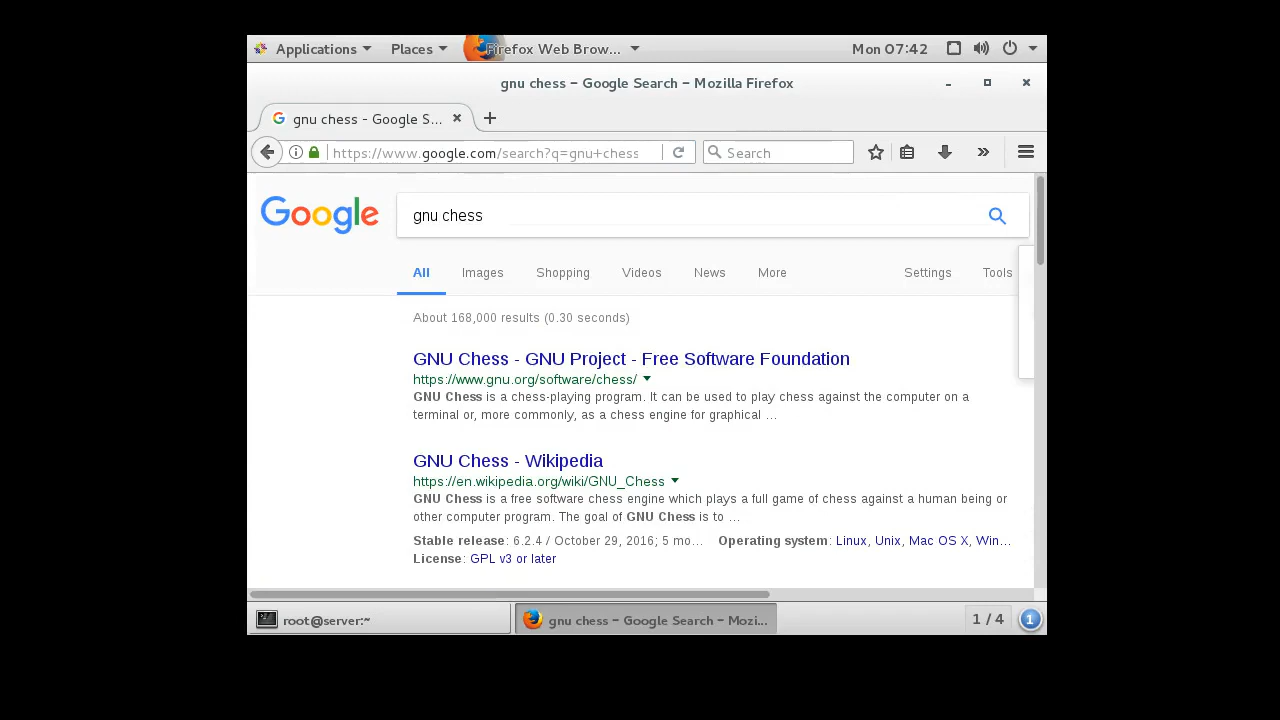 Applications Places Firefox Web Brow... Mon 07:42
gnu chess - Google Search - Mozilla Firefox
gnu chess - Google S...
https://www.google.com/search?q=gnu+chess Search
Google gnu chess
All Images Shopping Videos News More Settings Tools
About 168,000 results (0.30 seconds)
GNU Chess - GNU Project - Free Software Foundation
https://www.gnu.org/software/chess/
GNU Chess is a chess-playing program. It can be used to play chess against the computer on a
terminal or, more commonly, as a chess engine for graphical ...
GNU Chess - Wikipedia
https://en.wikipedia.org/wiki/GNU_Chess
GNU Chess is a free software chess engine which plays a full game of chess against a human being or
other computer program. The goal of GNU Chess is to ...
Stable release: 6.2.4 / October 29, 2016; 5 mo... Operating system: Linux, Unix, Mac OS X, Win...
License: GPL v3 or later
root@server:~ gnu chess - Google Search - Mozi... 1 / 4 1